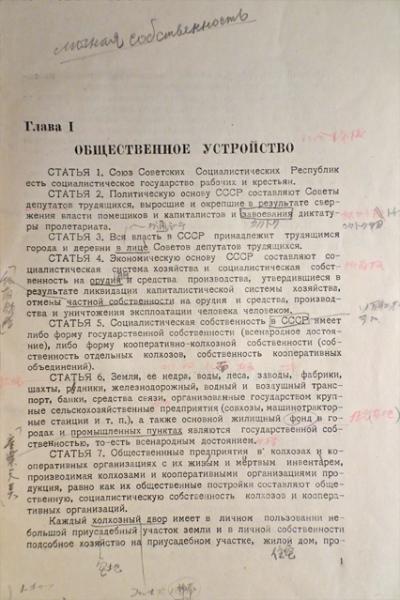 личная собственность
Глава I
ОБЩЕСТВЕННОЕ УСТРОЙСТВО
СТАТЬЯ 1. Союз Советских Социалистических Республик
есть социалистическое государство рабочих и крестьян.
СТАТЬЯ 2. Политическую основу СССР составляют Советы
депутатов трудящихся, выросшие и окрепшие в результате свер-
жения власти помещиков и капиталистов и завоевания диктату-
ры пролетариата.
СТАТЬЯ 3. Вся власть в СССР принадлежит трудящимся
города и деревни в лице Советов депутатов трудящихся.
СТАТЬЯ 4. Экономическую основу СССР составляют со-
циалистическая система хозяйства и социалистическая собст-
венность на орудия и средства производства, утвердившиеся в
результате ликвидации капиталистической системы хозяйства,
отмены частной собственности на орудия и средства, производ-
ства и уничтожения эксплоатации человека человеком.
СТАТЬЯ 5. Социалистическая собственность в СССР имеет
либо форму государственной собственности (всенародное достоя-
ние), либо форму кооперативно-колхозной собственности (соб-
ственность отдельных колхозов, собственность кооперативных
объединений).
СТАТЬЯ 6. Земля, ее недра, воды, леса, заводы, фабрики,
шахты, рудники, железнодорожный, водный и воздушный транс-
порт, банки, средства связи, организованные государством круп-
ные сельскохозяйственные предприятия (совхозы, машинотрактор-
ные станции и т. п.), а также основной жилищный фонд в го-
родах и промышленных пунктах являются государственной соб-
ственностью, то-есть всенародным достоянием.
СТАТЬЯ 7. Общественные предприятия в колхозах и ко-
оперативных организациях с их живым и мертвым инвентарем,
производимая колхозами и кооперативными организациями про-
дукция, равно как их общественные постройки составляют обще-
ственную, социалистическую собственность колхозов и коопера-
тивных организаций.
Каждый колхозный двор имеет в личном пользовании не-
большой приусадебный участок земли и в личной собственности
подсобное хозяйство на приусадебном участке, жилой дом, про-
住宅
1